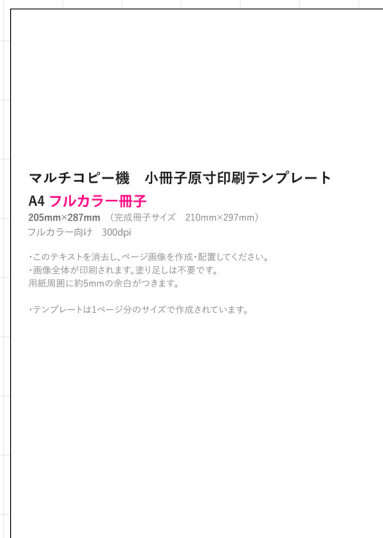 マルチコピー機　小冊子原寸印刷テンプレート
A4 フルカラー冊子
205mm×287mm　（完成冊子サイズ　210mm×297mm）
フルカラー向け　300dpi
・このテキストを消去し、ページ画像を作成・配置してください。
・画像全体が印刷されます。塗り足しは不要です。
用紙周囲に約5mmの余白がつきます。
・テンプレートは1ページ分のサイズで作成されています。